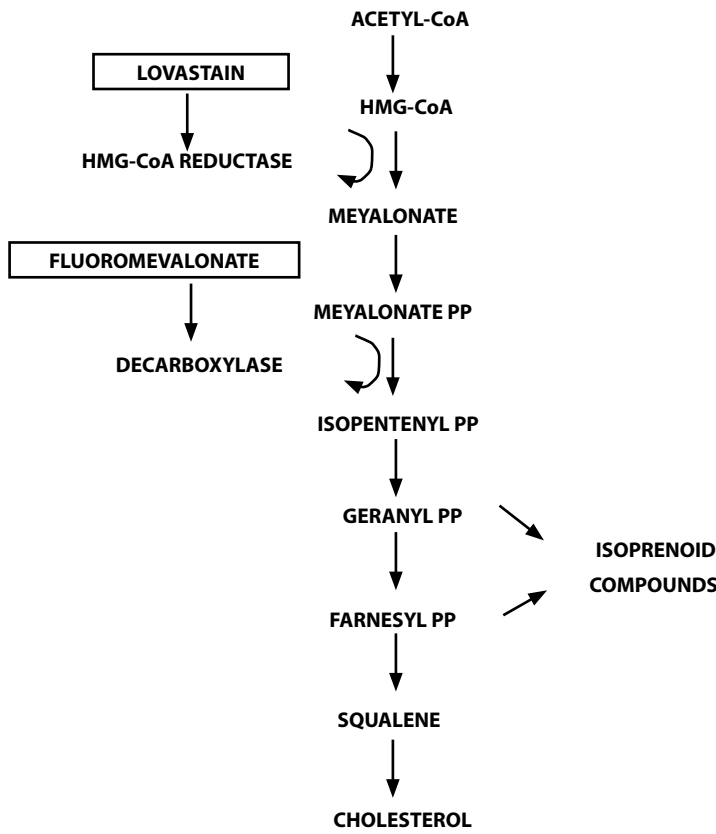 ACETYL-CoA
LOVASTAIN
HMG-CoA
HMG-CoA REDUCTASE
MEYALONATE
FLUOROMEVALONATE
MEYALONATE PP
DECARBOXYLASE
ISOPENTENYL PP
GERANYL PP
ISOPRENOID
COMPOUNDS
FARNESYL PP
SQUALENE
CHOLESTEROL